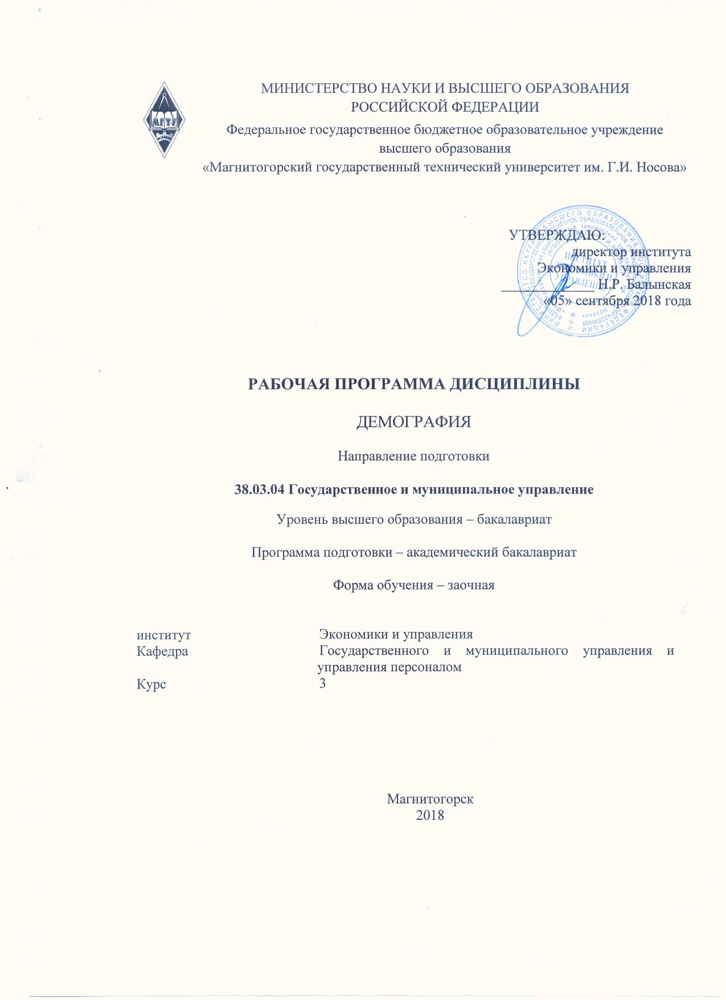 МИНИСТЕРСТВО НАУКИ И ВЫСШЕГО ОБРАЗОВАНИЯ
РОССИЙСКОЙ ФЕДЕРАЦИИ
Федеральное государственное бюджетное образовательное учреждение
высшего образования
«Магнитогорский государственный технический университет им. Г.И. Носова»
МГТУ
УТВЕРЖДАЮ:
директор института
Экономики и управления
Н.Р. Балынская
«05» сентября 2018 года
ИНСТИТУТ
ЭКОНОМИКИ И
УПРАВЛЕНИЯ
РАБОЧАЯ ПРОГРАММА ДИСЦИПЛИНЫ
ДЕМОГРАФИЯ
Направление подготовки
38.03.04 Государственное и муниципальное управление
Уровень высшего образования – бакалавриат
Программа подготовки – академический бакалавриат
Форма обучения – заочная
институт Экономики и управления
Кафедра Государственного и муниципального управления и
управления персоналом
Курс 3
Магнитогорск
2018